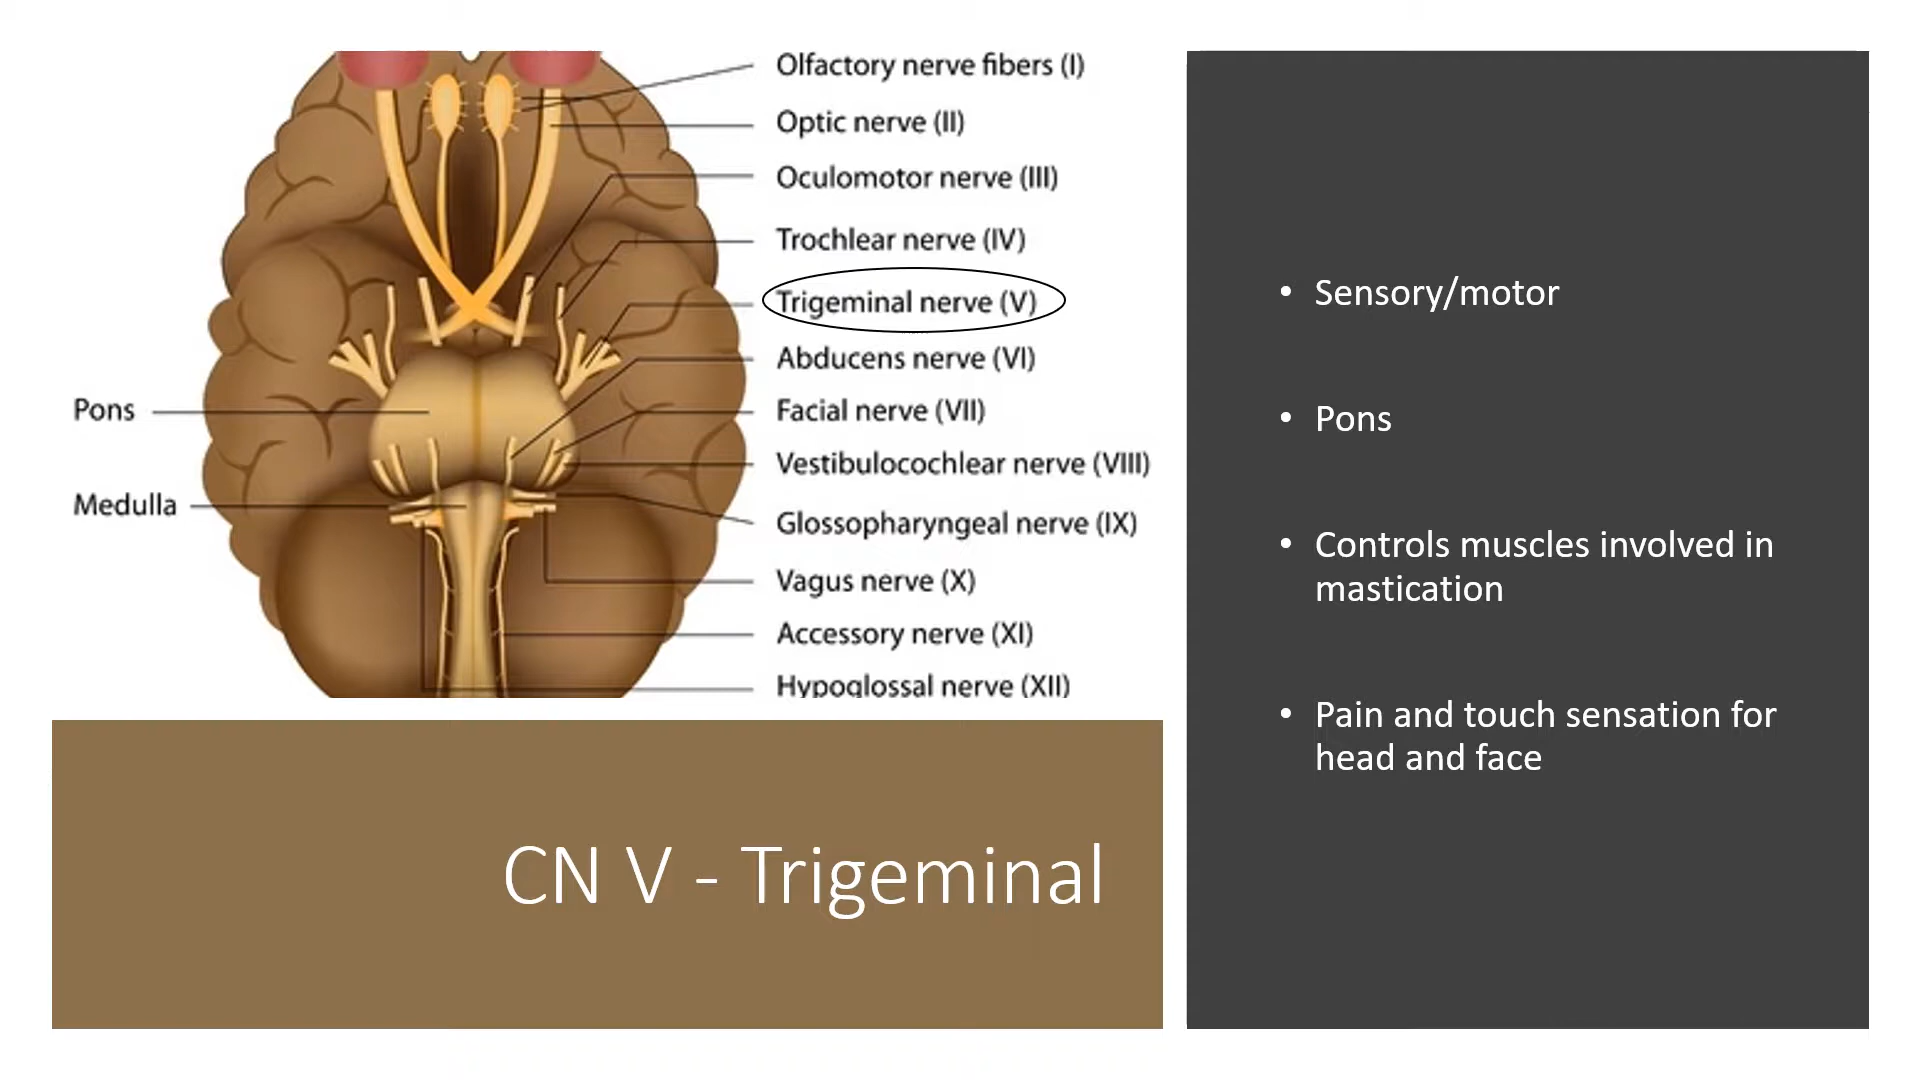 Olfactory nerve fibers (I)
Optic nerve (II)
Oculomotor nerve (III)
Trochlear nerve (IV)
Trigeminal nerve (V)
Abducens nerve (VI)
Pons
Facial nerve (VII)
Vestibulocochlear nerve (VIII)
Medulla
Glossopharyngeal nerve (IX)
Vagus nerve (X)
Accessory nerve (XI)
Hypoglossal nerve (XII)
CN V - Trigeminal
• Sensory/motor
• Pons
• Controls muscles involved in
mastication
• Pain and touch sensation for
head and face